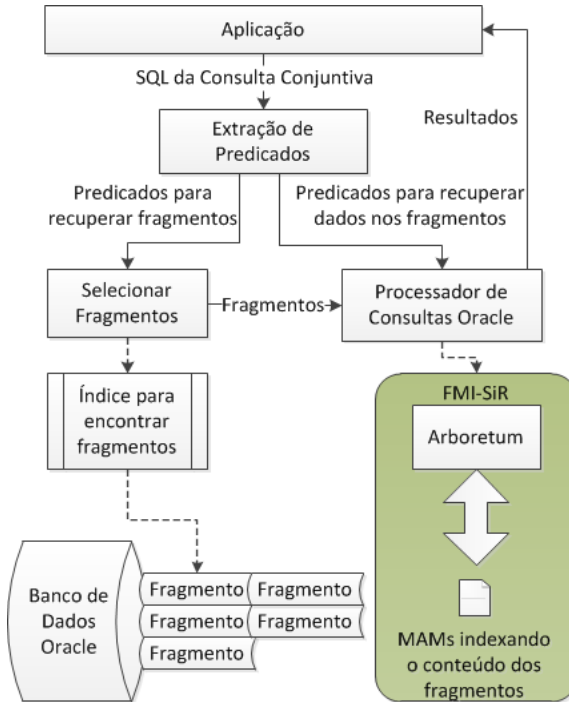 Aplicação
SQL da Consulta Conjuntiva
Extração de
Predicados
Resultados
Predicados para
recuperar fragmentos
Predicados para recuperar
dados nos fragmentos
Selecionar
Fragmentos
Fragmentos
Processador de
Consultas Oracle
Índice para
encontrar
fragmentos
FMI-SiR
Arboretum
MAMs indexando
o conteúdo dos
fragmentos
Banco de
Dados
Oracle
Fragmento Fragmento
Fragmento Fragmento
Fragmento